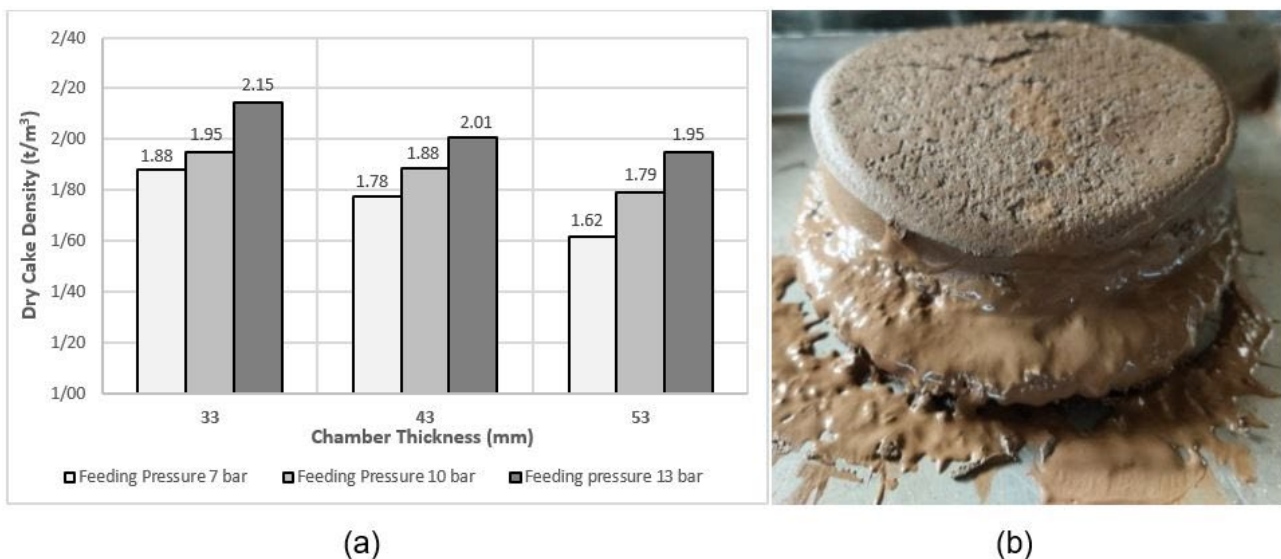 2/40
2/20
2/00
1/80
1/60
1/40
1/20
1/00
Dry Cake Density (t/m³)
1.88
1.95
2.15
1.78
1.88
2.01
1.62
1.79
1.95
33
43
53
Chamber Thickness (mm)
Feeding Pressure 7 bar
Feeding Pressure 10 bar
Feeding pressure 13 bar
(a)
(b)